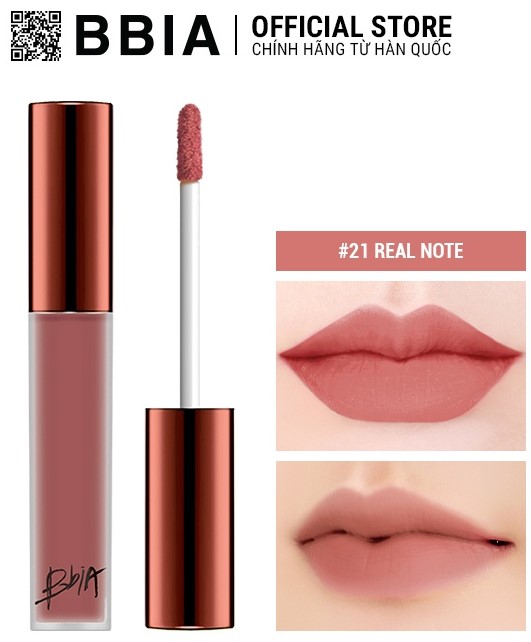 BBIA
OFFICIAL STORE
CHÍNH HÃNG TỪ HÀN QUỐC
#21 REAL NOTE
BbiA